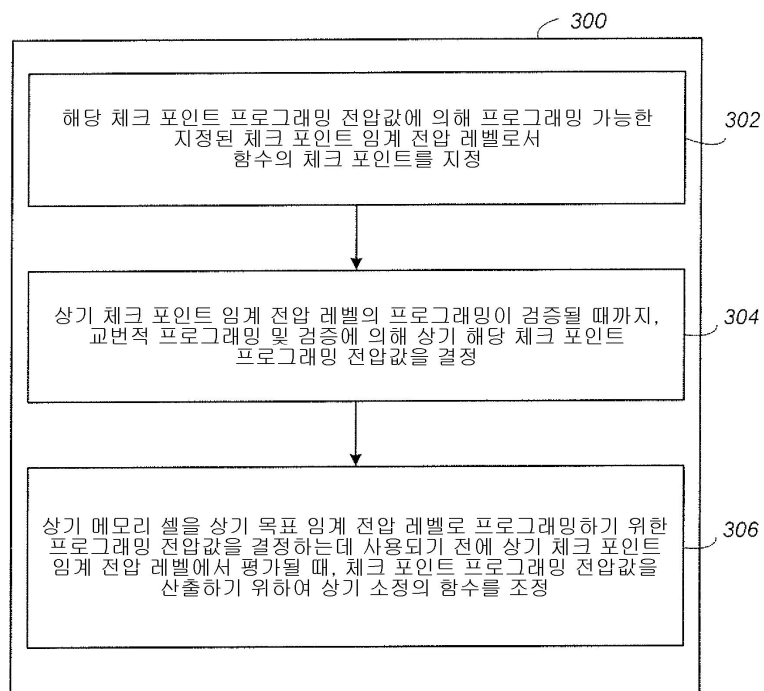 300
해당 체크 포인트 프로그래밍 전압값에 의해 프로그래밍 가능한
지정된 체크 포인트 임계 전압 레벨로서
함수의 체크 포인트를 지정
302
상기 체크 포인트 임계 전압 레벨의 프로그래밍이 검증될 때까지,
교번적 프로그래밍 및 검증에 의해 상기 해당 체크 포인트
프로그래밍 전압값을 결정
304
상기 메모리 셀을 상기 목표 임계 전압 레벨로 프로그래밍하기 위한
프로그래밍 전압값을 결정하는데 사용되기 전에 상기 체크 포인트
임계 전압 레벨에서 평가될 때, 체크 포인트 프로그래밍 전압값을
산출하기 위하여 상기 소정의 함수를 조정
306